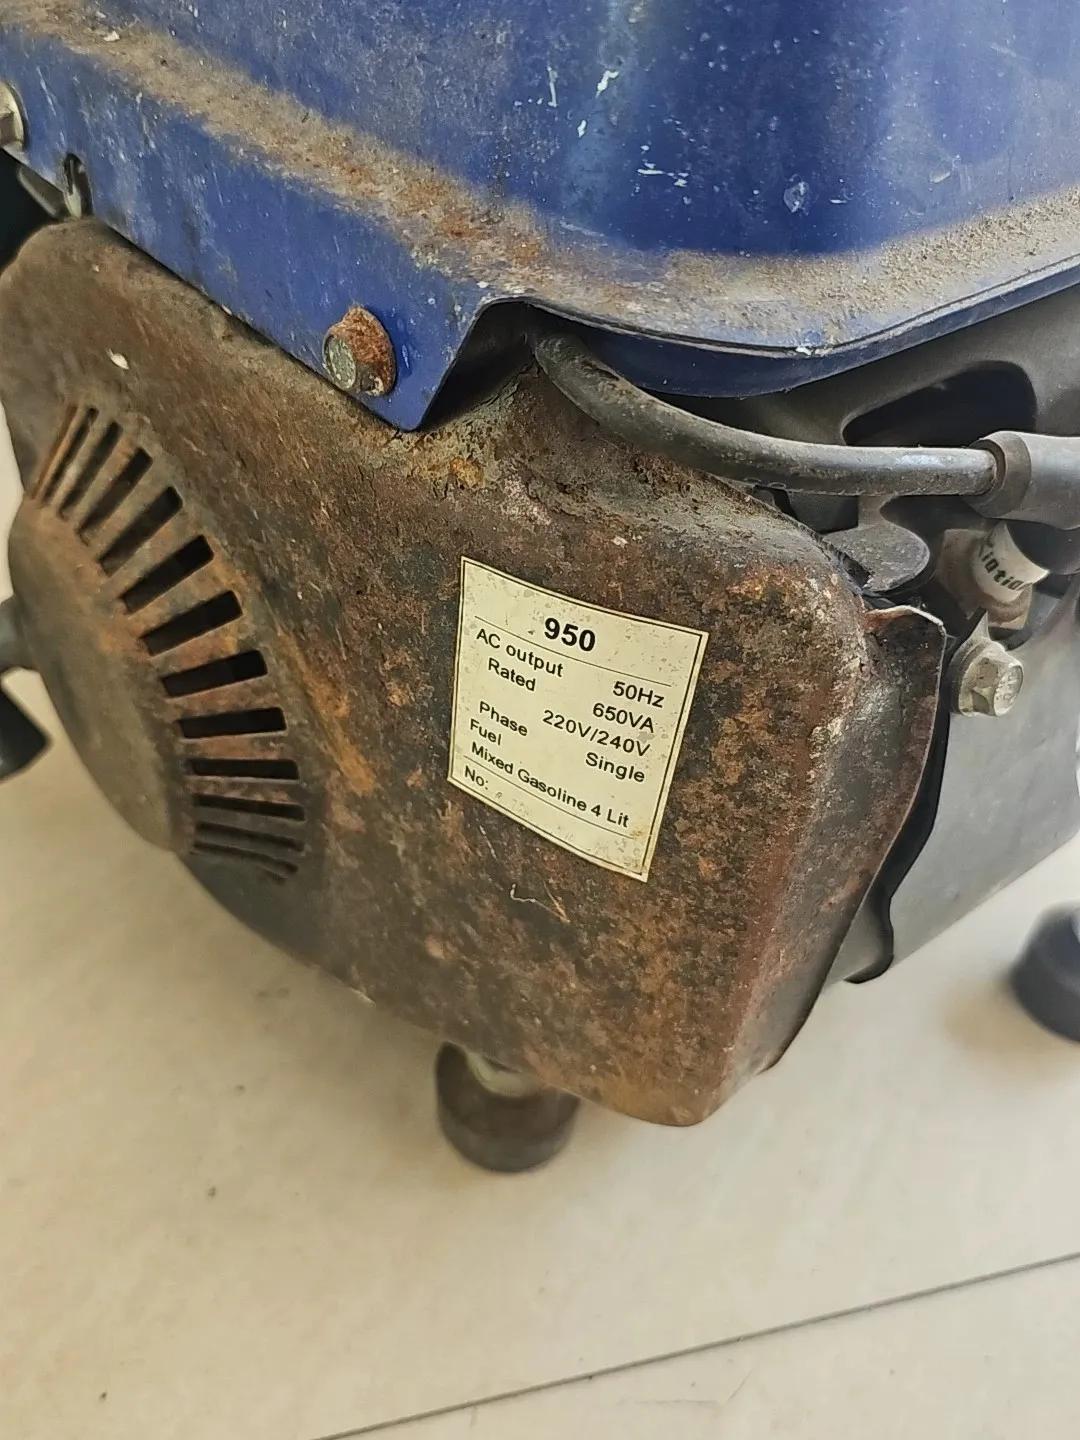 950
AC output 50Hz
Rated 650VA
220V/240V
Phase Single
Fuel
Mixed Gasoline 4 Lit
No: